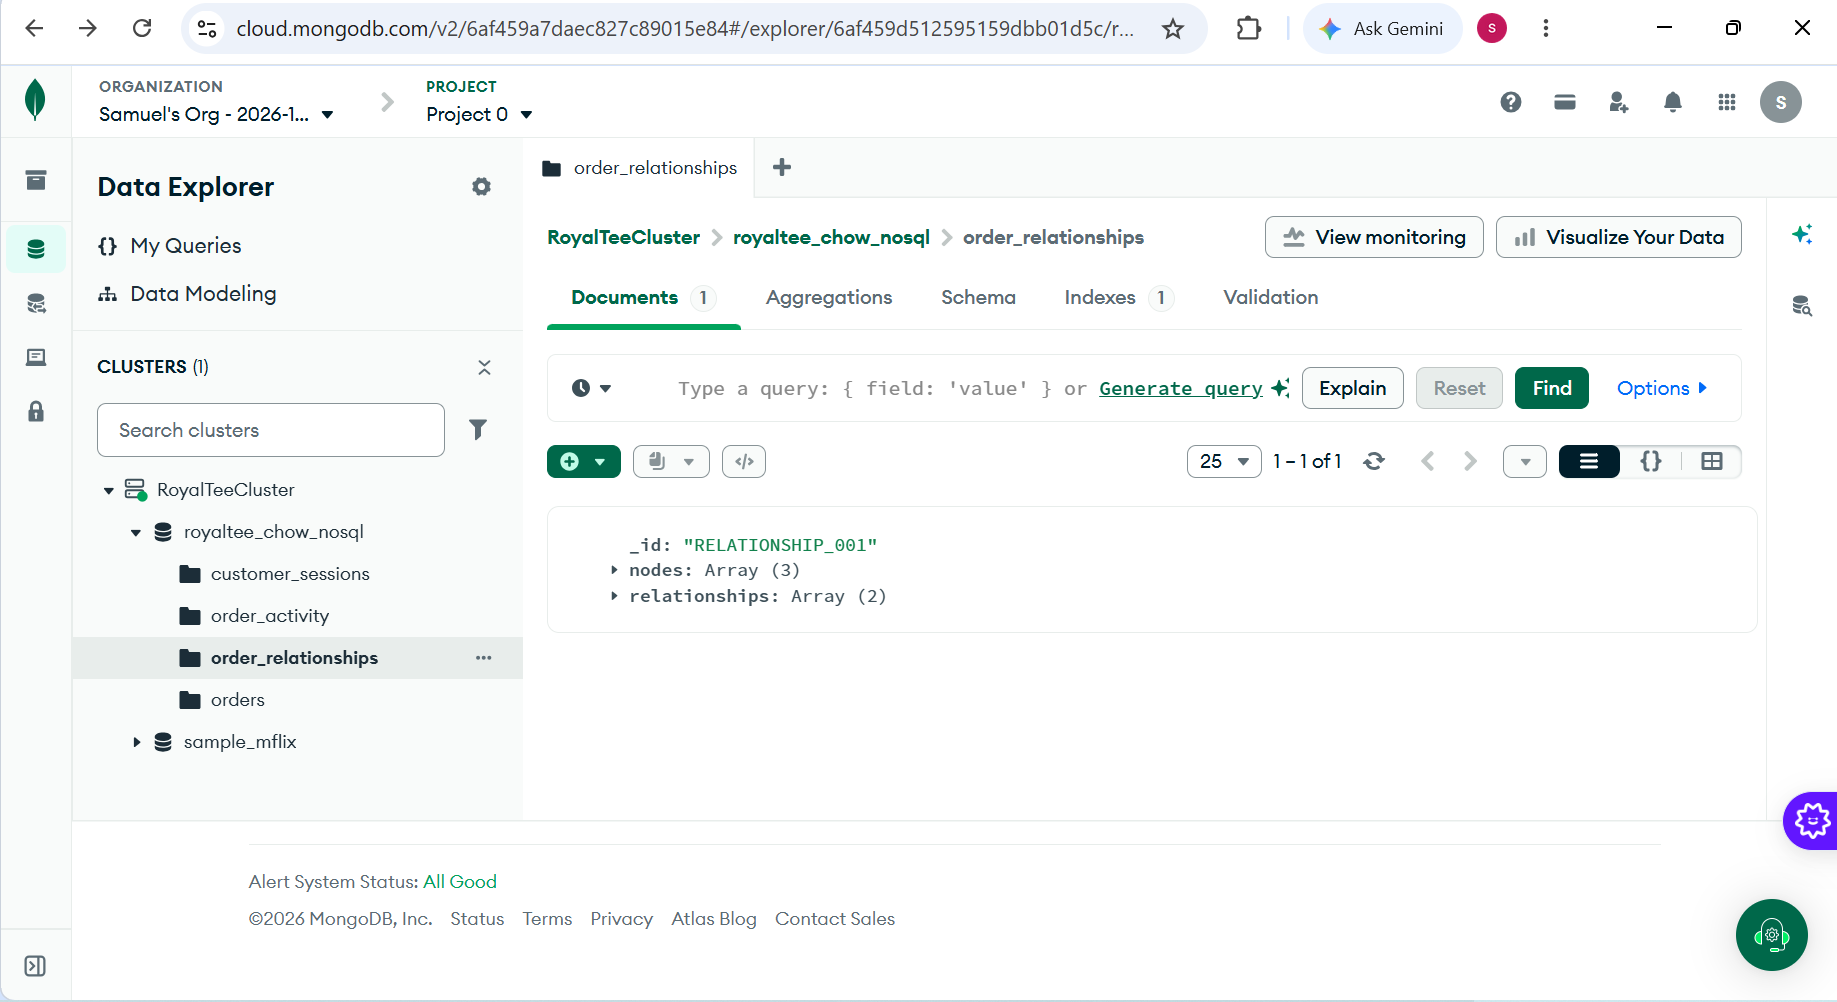 cloud.mongodb.com/v2/6af459a7daec827c89015e84#/explorer/6af459d512595159dbb01d5c/r...
Ask Gemini
S
ORGANIZATION
Samuel's Org - 2026-1...
PROJECT
Project 0
S
Data Explorer
My Queries
Data Modeling
CLUSTERS (1)
Search clusters
RoyalTeeCluster
royaltee_chow_nosql
customer_sessions
order_activity
order_relationships
orders
sample_mflix
order_relationships
RoyalTeeCluster
royaltee_chow_nosql
order_relationships
View monitoring
Visualize Your Data
Documents 1
Aggregations
Schema
Indexes 1
Validation
Type a query: { field: 'value' } or Generate query
Explain
Reset
Find
Options
25
1 – 1 of 1
_id: "RELATIONSHIP_001"
nodes: Array (3)
relationships: Array (2)
Alert System Status: All Good
©2026 MongoDB, Inc. Status Terms Privacy Atlas Blog Contact Sales